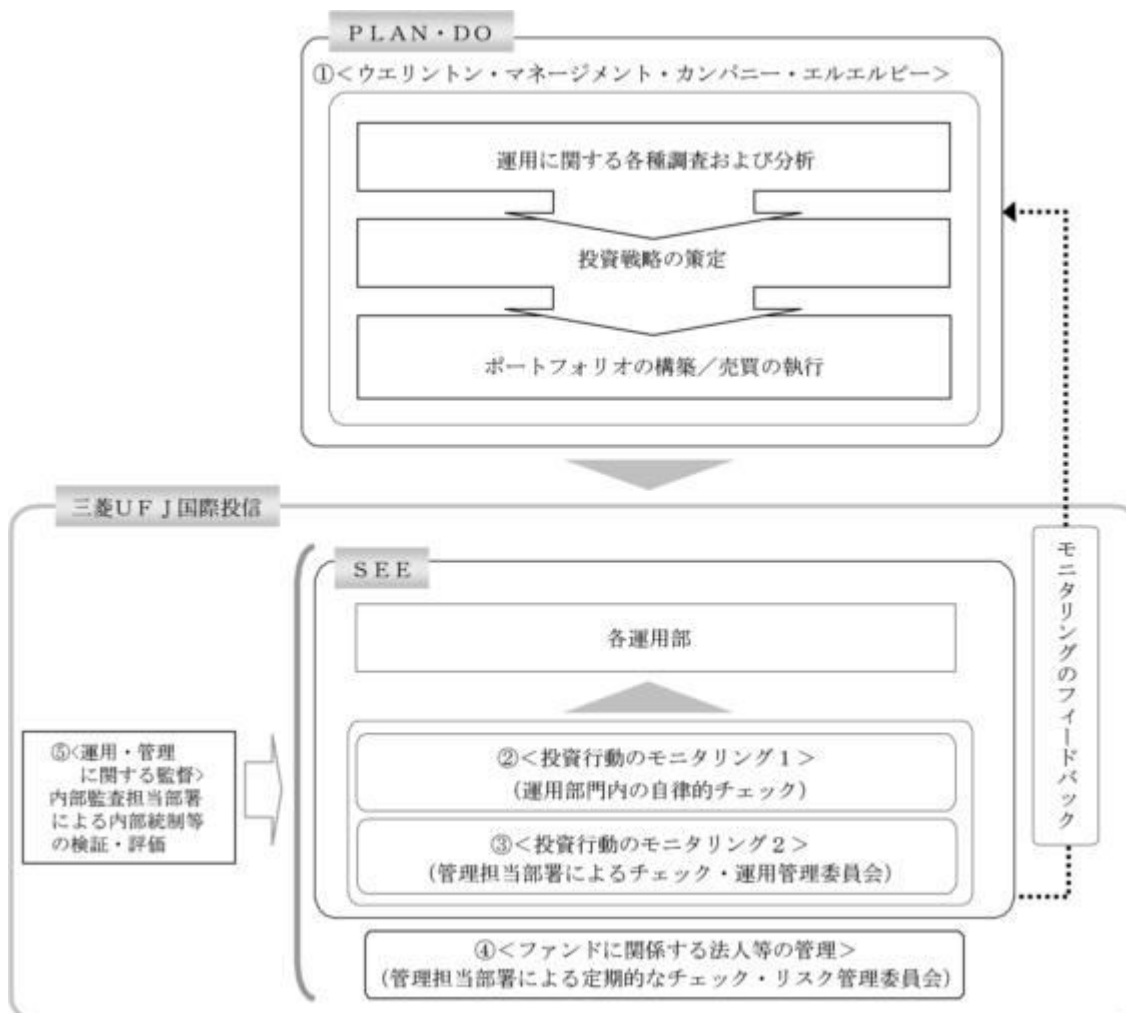 ＰＬＡＮ・ＤＯ
①＜ウエリントン・マネージメント・カンパニー・エルエルピー＞
運用に関する各種調査および分析
投資戦略の策定
ポートフォリオの構築／売買の執行
三菱ＵＦＪ国際投信
ＳＥＥ
各運用部
②＜投資行動のモニタリング１＞
（運用部門内の自律的チェック）
③＜投資行動のモニタリング２＞
（管理担当部署によるチェック・運用管理委員会）
④＜ファンドに関係する法人等の管理＞
（管理担当部署による定期的なチェック・リスク管理委員会）
⑤＜運用・管理
に関する監督＞
内部監査担当部署
による内部統制等
の検証・評価
モニタリングのフィードバック